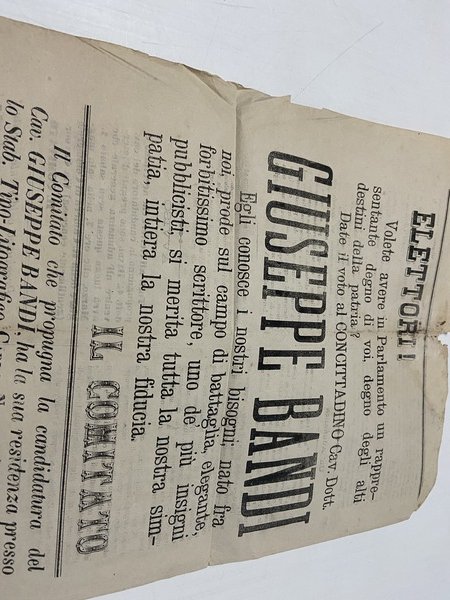 ELETTORI!
Volete avere in Parlamento un rappre-
sentante degno di voi, degno degli alti
destini della patria?
Date il voto al CONCITTADINO Cav. Dott.
GIUSEPPE BANDI
Egli conosce i nostri bisogni, nato fra
noi, prode sul campo di battaglia, elegante,
forbitissimo scrittore, uno de' più insigni
pubblicisti, si merita tutta la nostra sim-
patia, intiera la nostra fiducia.
IL COMITATO
Il Comitato che propugna la candidatura del
Cav. GIUSEPPE BANDI, ha la sua residenza presso
lo Stab. Tipo-Litografico